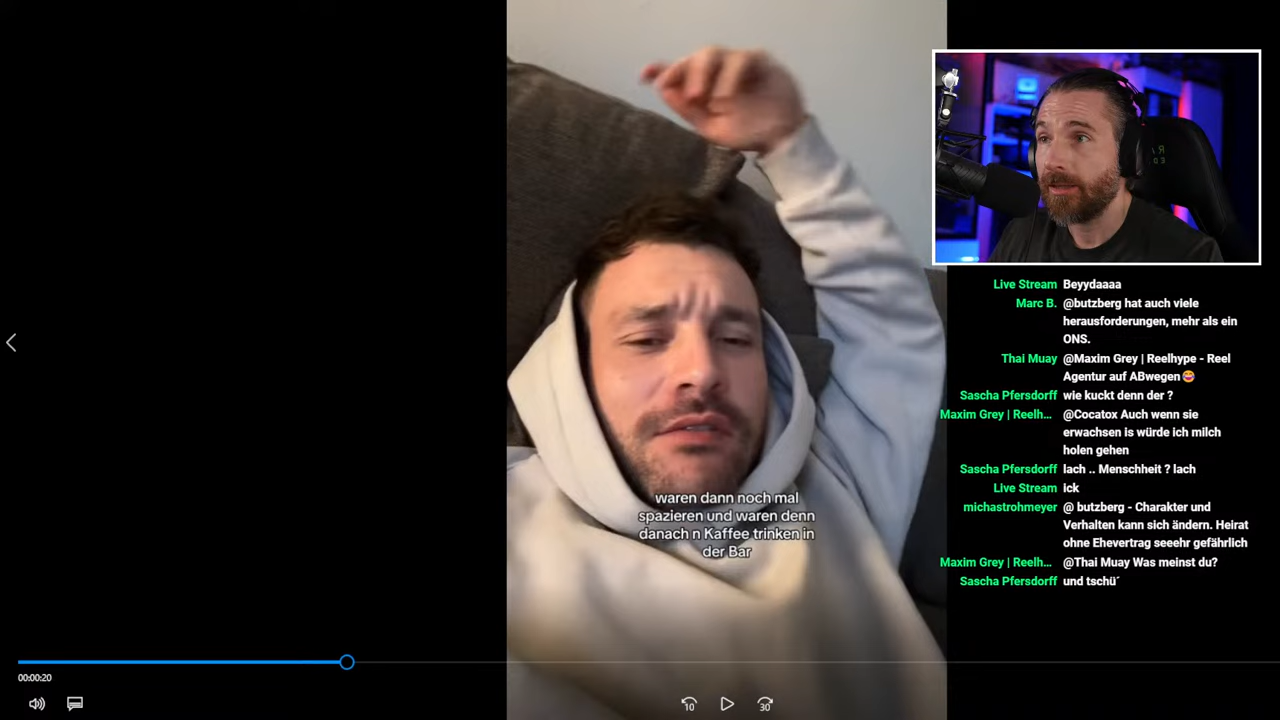 Live Stream Beyydaaaa
Marc B. @butzberg hat auch viele
herausforderungen, mehr als ein
ONS.
Thai Muay @Maxim Grey | Reelhype - Reel
Agentur auf ABwegen😂
Sascha Pfersdorff wie kuckt denn der ?
Maxim Grey | Reelh... @Cocatox Auch wenn sie
erwachsen is würde ich milch
holen gehen
Sascha Pfersdorff lach .. Menschheit ? lach
Live Stream ick
michastrohmeyer @ butzberg - Charakter und
Verhalten kann sich ändern. Heirat
ohne Ehevertrag seeehr gefährlich
Maxim Grey | Reelh... @Thai Muay Was meinst du?
Sascha Pfersdorff und tschü´
waren dann noch mal
spazieren und waren denn
danach n Kaffee trinken in
der Bar
00:00:20
10
30